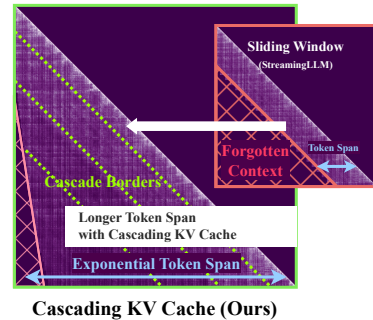 Sliding Window
(StreamingLLM)
Token Span
Forgotten
Context
Cascade Borders
Longer Token Span
with Cascading KV Cache
Exponential Token Span
Cascading KV Cache (Ours)